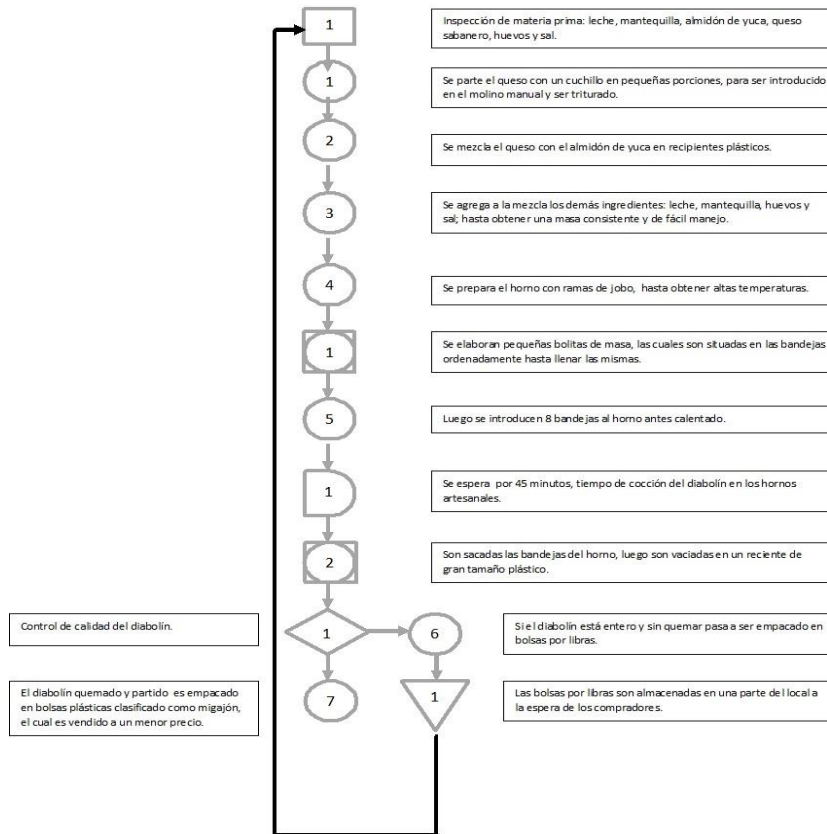 1
Inspección de materia prima: leche, mantequilla, almidón de yuca, queso
sabanero, huevos y sal.
1
Se parte el queso con un cuchillo en pequeñas porciones, para ser introducido
en el molino manual y ser triturado.
2
Se mezcla el queso con el almidón de yuca en recipientes plásticos.
3
Se agrega a la mezcla los demás ingredientes: leche, mantequilla, huevos y
sal; hasta obtener una masa consistente y de fácil manejo.
4
Se prepara el horno con ramas de jobo, hasta obtener altas temperaturas.
1
Se elaboran pequeñas bolitas de masa, las cuales son situadas en las bandejas
ordenadamente hasta llenar las mismas.
5
Luego se introducen 8 bandejas al horno antes calentado.
1
Se espera por 45 minutos, tiempo de cocción del diabolín en los hornos
artesanales.
2
Son sacadas las bandejas del horno, luego son vaciadas en un reciente de
gran tamaño plástico.
Control de calidad del diabolín.
1
6
Si el diabolín está entero y sin quemar pasa a ser empacado en
bolsas por libras.
El diabolín quemado y partido es empacado
en bolsas plásticas clasificado como migajón,
el cual es vendido a un menor precio.
7
1
Las bolsas por libras son almacenadas en una parte del local a
la espera de los compradores.